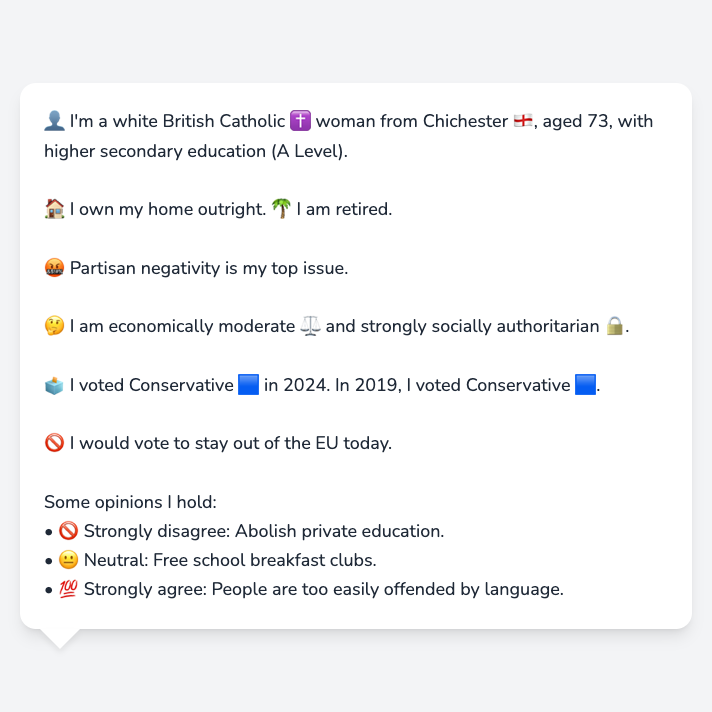 👤 I'm a white British Catholic ✝️ woman from Chichester 🏴󠁧󠁢󠁥󠁮󠁧󠁿, aged 73, with
higher secondary education (A Level).
🏠 I own my home outright. 🌴 I am retired.
🤬 Partisan negativity is my top issue.
🤔 I am economically moderate ⚖️ and strongly socially authoritarian 🔒.
🗳️ I voted Conservative 🟦 in 2024. In 2019, I voted Conservative 🟦.
🚫 I would vote to stay out of the EU today.
Some opinions I hold:
• 🚫 Strongly disagree: Abolish private education.
• 😐 Neutral: Free school breakfast clubs.
• 💯 Strongly agree: People are too easily offended by language.